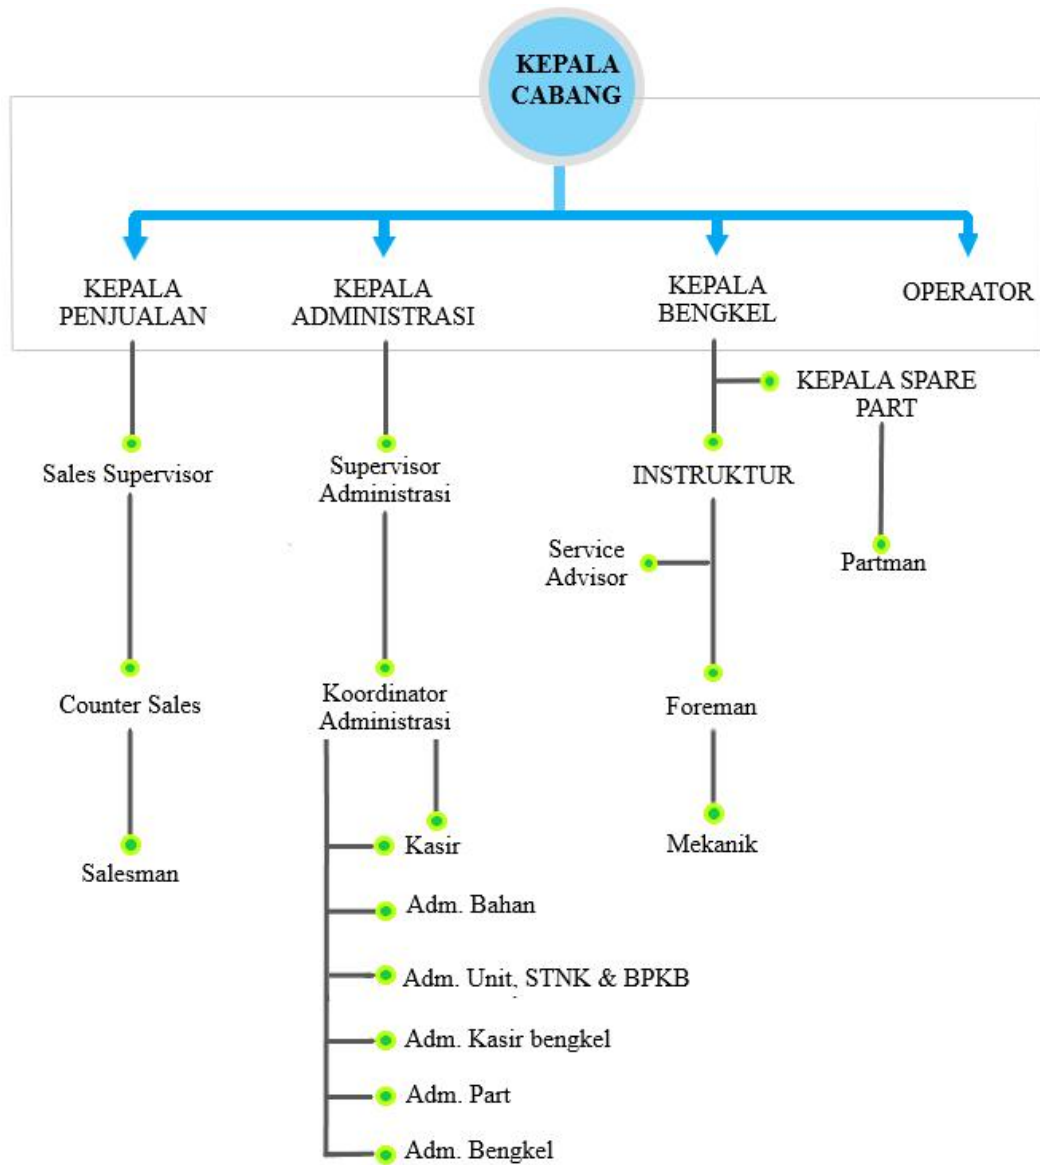 KEPALA
CABANG
KEPALA
PENJUALAN
KEPALA
ADMINISTRASI
KEPALA
BENGKEL
OPERATOR
KEPALA SPARE
PART
Sales Supervisor
Supervisor
Administrasi
INSTRUKTUR
Service
Advisor
Partman
Counter Sales
Koordinator
Administrasi
Foreman
Salesman
Kasir
Mekanik
Adm. Bahan
Adm. Unit, STNK & BPKB
Adm. Kasir bengkel
Adm. Part
Adm. Bengkel